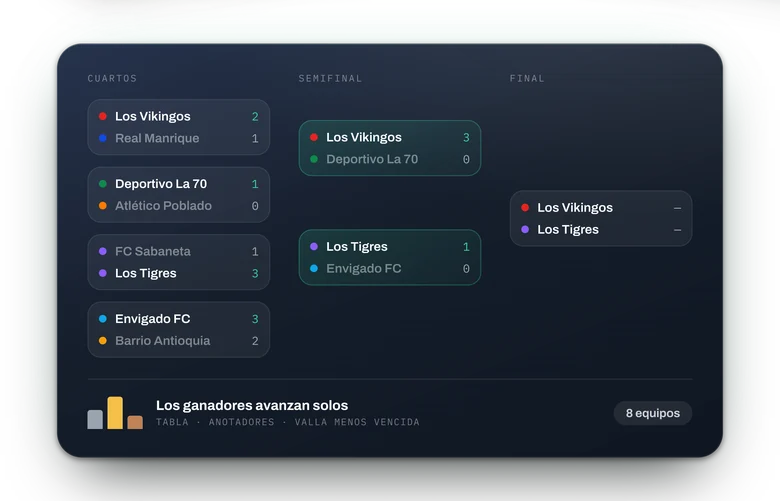 CUARTOS
Los Vikingos 2
Real Manrique 1
Deportivo La 70 1
Atlético Poblado 0
FC Sabaneta 1
Los Tigres 3
Envigado FC 3
Barrio Antioquia 2
SEMIFINAL
Los Vikingos 3
Deportivo La 70 0
Los Tigres 1
Envigado FC 0
FINAL
Los Vikingos —
Los Tigres —
Los ganadores avanzan solos
TABLA · ANOTADORES · VALLA MENOS VENCIDA
8 equipos